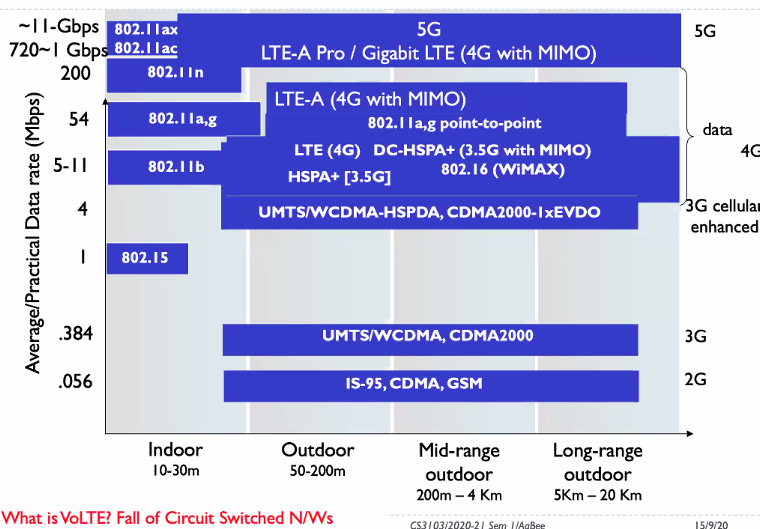 ~11-Gbps
802.11ax
5G
5G
720~1 Gbps
802.11ac
LTE-A Pro / Gigabit LTE (4G with MIMO)
200
802.11n
LTE-A (4G with MIMO)
54
802.11a,g
802.11a,g point-to-point
data
LTE (4G)
DC-HSPA+ (3.5G with MIMO)
4G
5-11
802.11b
802.16 (WiMAX)
HSPA+ [3.5G]
4
UMTS/WCDMA-HSPDA, CDMA2000-1xEVDO
3G cellular
enhanced
1
802.15
.384
UMTS/WCDMA, CDMA2000
3G
.056
IS-95, CDMA, GSM
2G
Average/Practical Data rate (Mbps)
Indoor
10-30m
Outdoor
50-200m
Mid-range
outdoor
200m – 4 Km
Long-range
outdoor
5Km – 20 Km
What is VoLTE? Fall of Circuit Switched N/Ws
CS3103/2020-21 Sem 1/AaBee
15/9/20